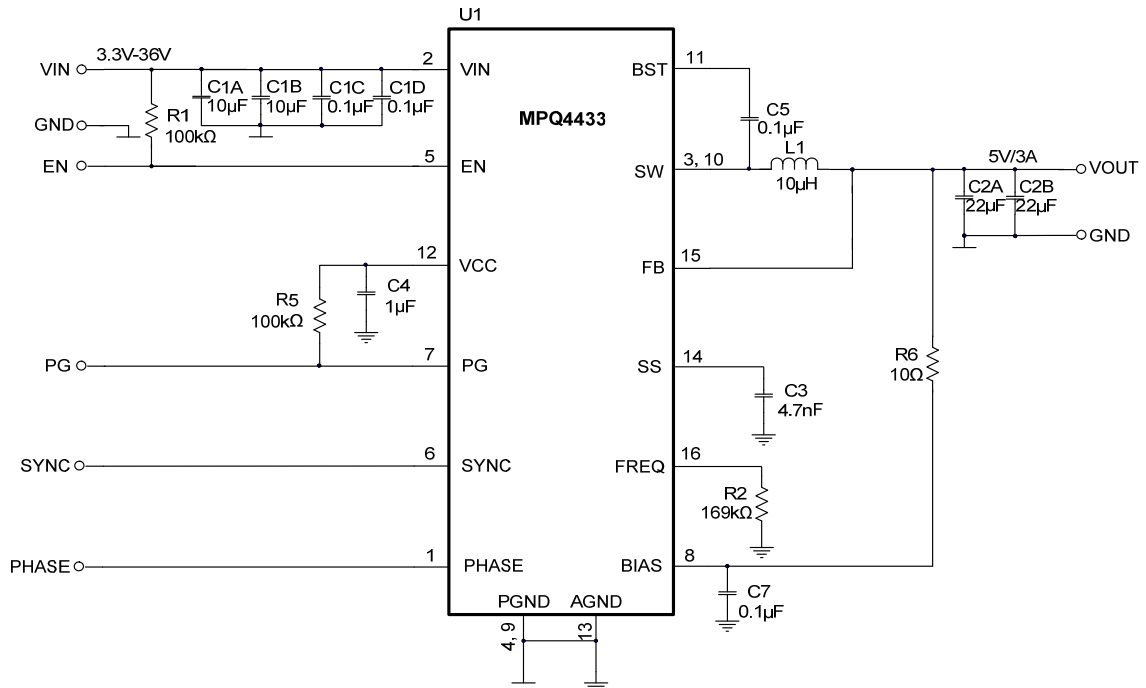 U1
MPQ4433
VIN
3.3V-36V
2
VIN
C1A
10µF
C1B
10µF
C1C
0.1µF
C1D
0.1µF
GND
R1
100kΩ
EN
5
EN
12
VCC
C4
1µF
R5
100kΩ
PG
7
PG
SYNC
6
SYNC
PHASE
1
PHASE
PGND
AGND
4, 9
13
11
BST
C5
0.1µF
3, 10
SW
L1
10µH
5V/3A
VOUT
C2A
22µF
C2B
22µF
GND
15
FB
14
SS
C3
4.7nF
R6
10Ω
16
FREQ
R2
169kΩ
8
BIAS
C7
0.1µF